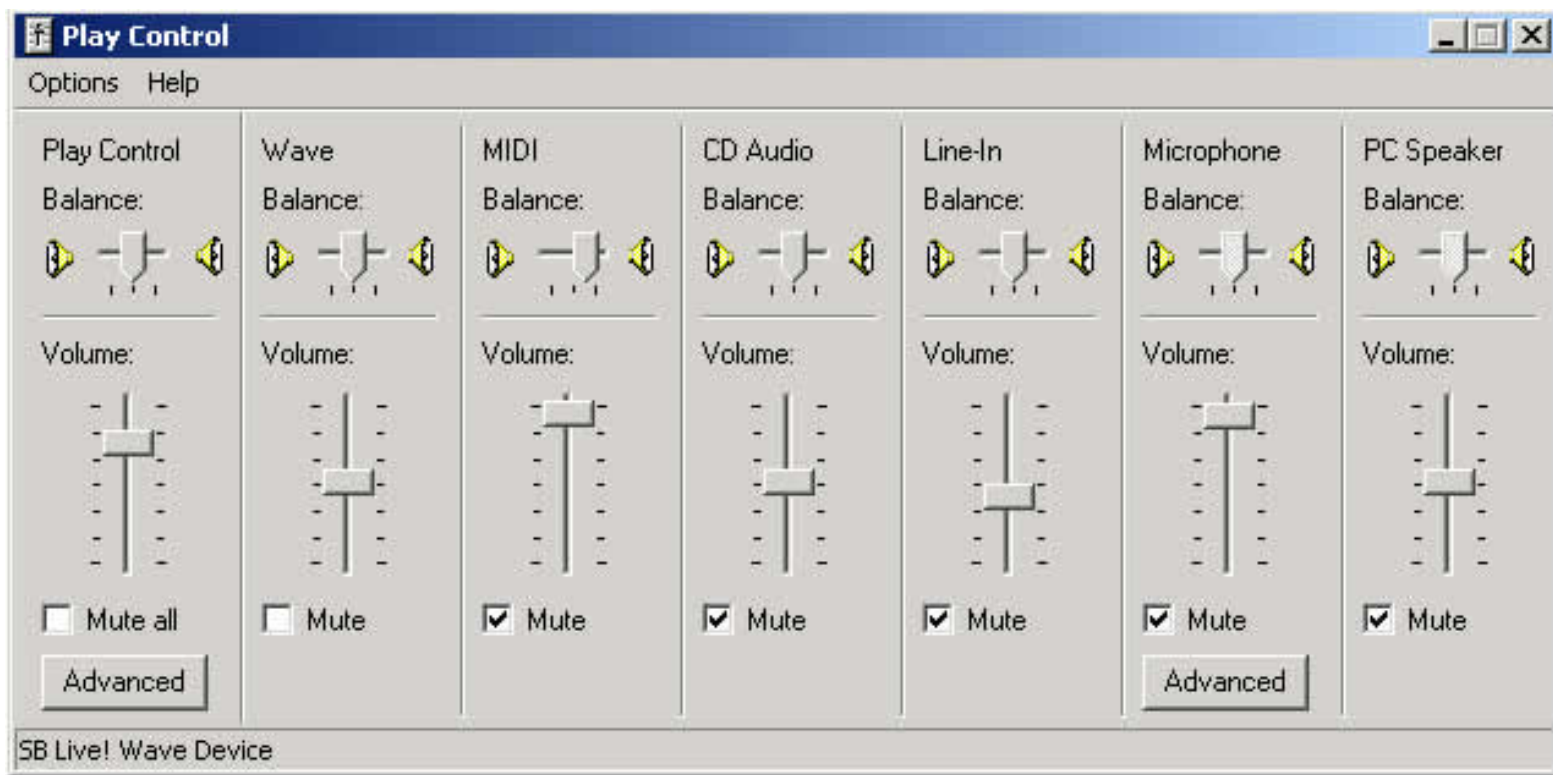 Play Control
Options Help
Play Control Wave MIDI CD Audio Line-In Microphone PC Speaker
Balance: Balance: Balance: Balance: Balance: Balance: Balance:
Volume: Volume: Volume: Volume: Volume: Volume: Volume:
Mute all Mute Mute Mute Mute Mute Mute
Advanced Advanced
SB Live! Wave Device